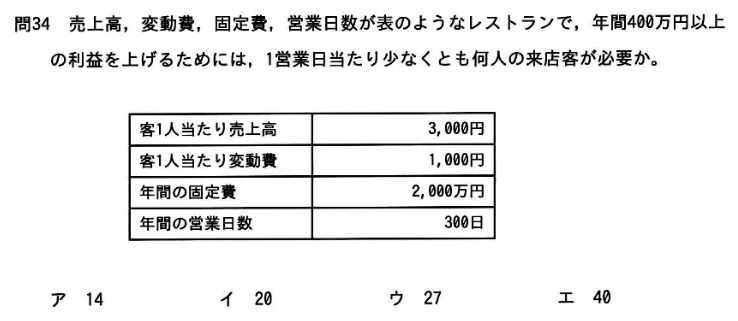 問34 売上高，変動費，固定費，営業日数が表のようなレストランで，年間400万円以上
の利益を上げるためには，1営業日当たり少なくとも何人の来店客が必要か。
客1人当たり売上高 3,000円
客1人当たり変動費 1,000円
年間の固定費 2,000万円
年間の営業日数 300日
ア 14 イ 20 ウ 27 エ 40